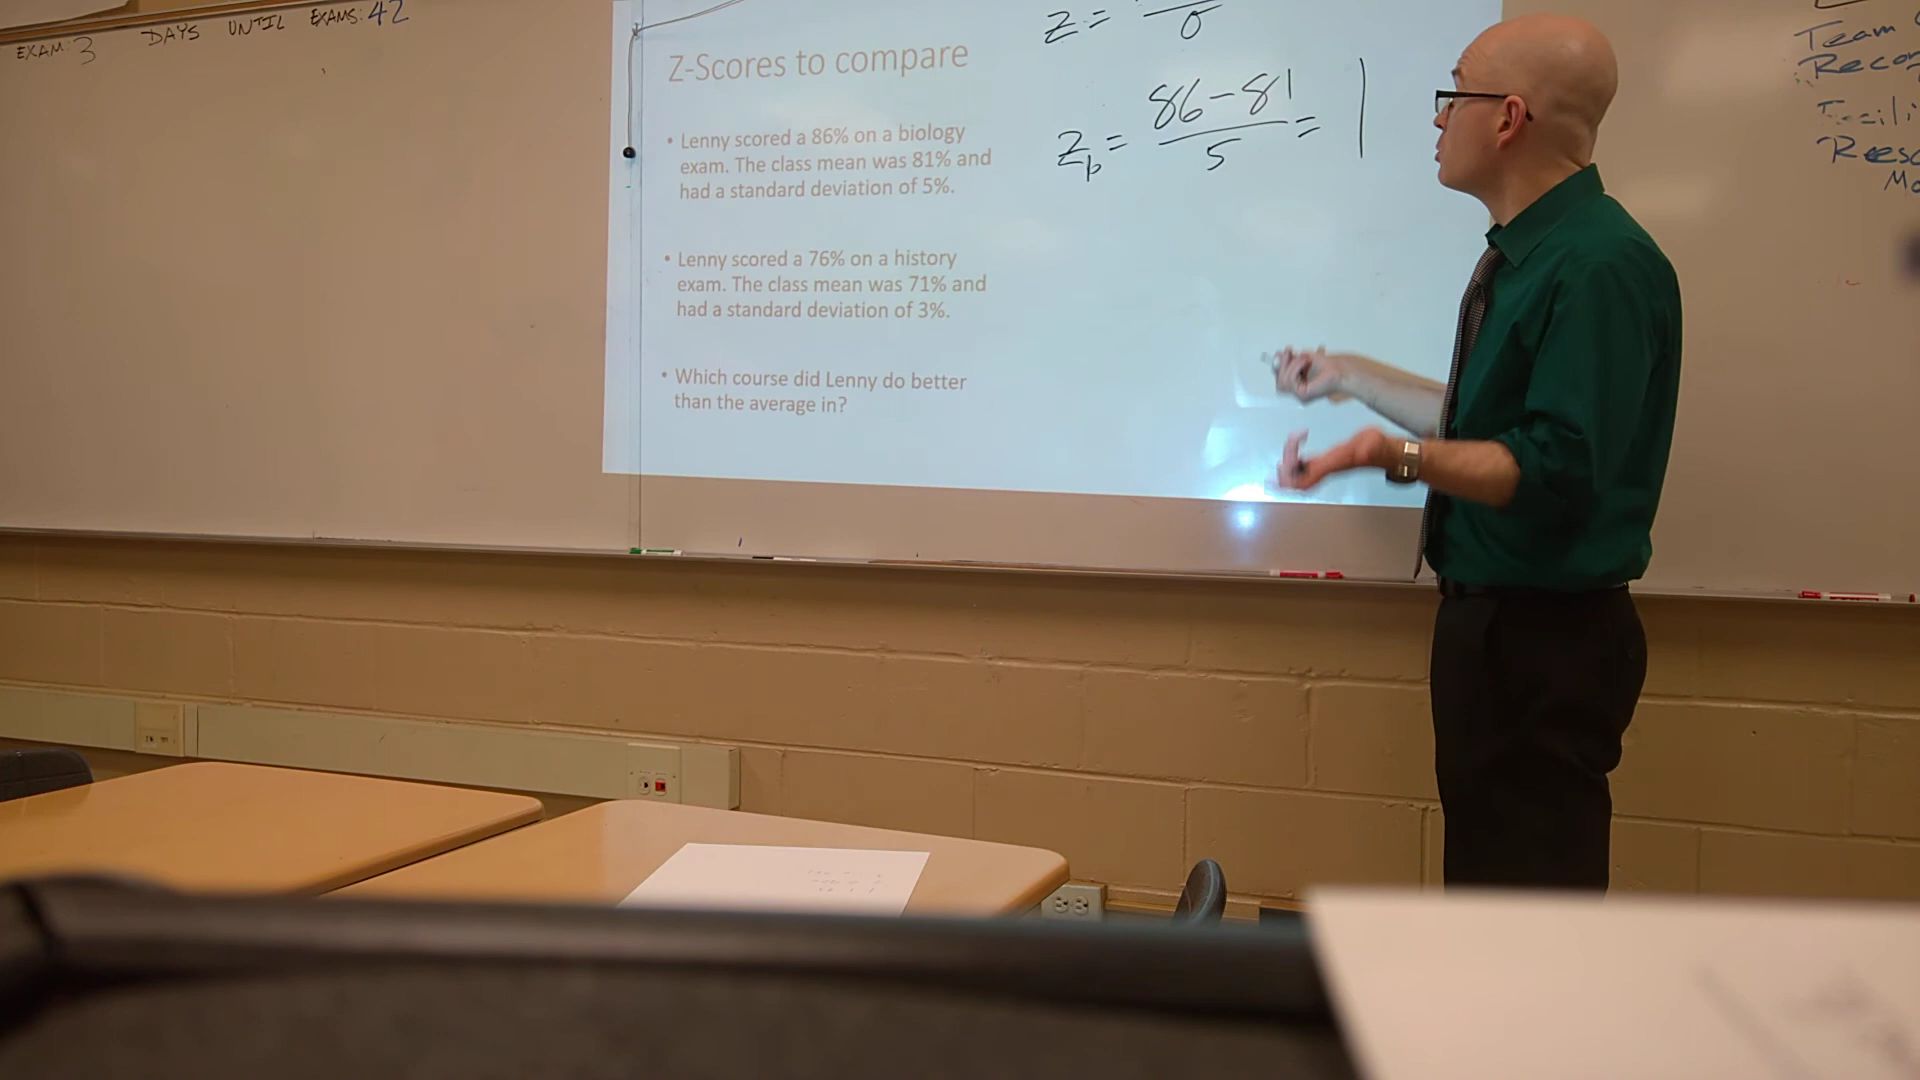 DAYS UNTIL EXAMS: 42
EXAM: 3
Z-Scores to compare
• Lenny scored a 86% on a biology
exam. The class mean was 81% and
had a standard deviation of 5%.
• Lenny scored a 76% on a history
exam. The class mean was 71% and
had a standard deviation of 3%.
• Which course did Lenny do better
than the average in?
z =
σ
86-81
Zb = = 1
5
Team